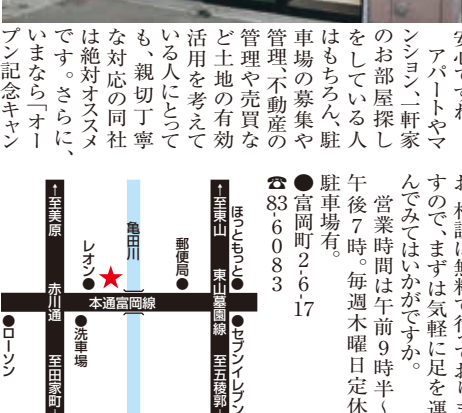 安心ですね
アパートやマ
ンション、一軒家
のお部屋探し
をしている人
はもちろん、駐
車場の募集や
管理、不動産の
管理や売買な
ど土地の有効
活用を考えて
いる人にとって
も、親切丁寧
な対応の同社
は絶対オススメ
です。さらに、
いまなら「オー
プン記念キャン
お、相談は無料で行っておりま
すので、まずは気軽に足を運
んでみてはいかがですか。
営業時間は午前9時半~
午後7時。毎週木曜日定休
駐車場有。
●富岡町2-6-17
☎83-6083
ほっともっと●
←至東山 東山墓園線 至五稜郭→
●セブンイレブン
郵便局●
亀田川
本通富岡線
レオン●
★
●洗車場
←至美原 赤川通 至田家町→
●ローソン